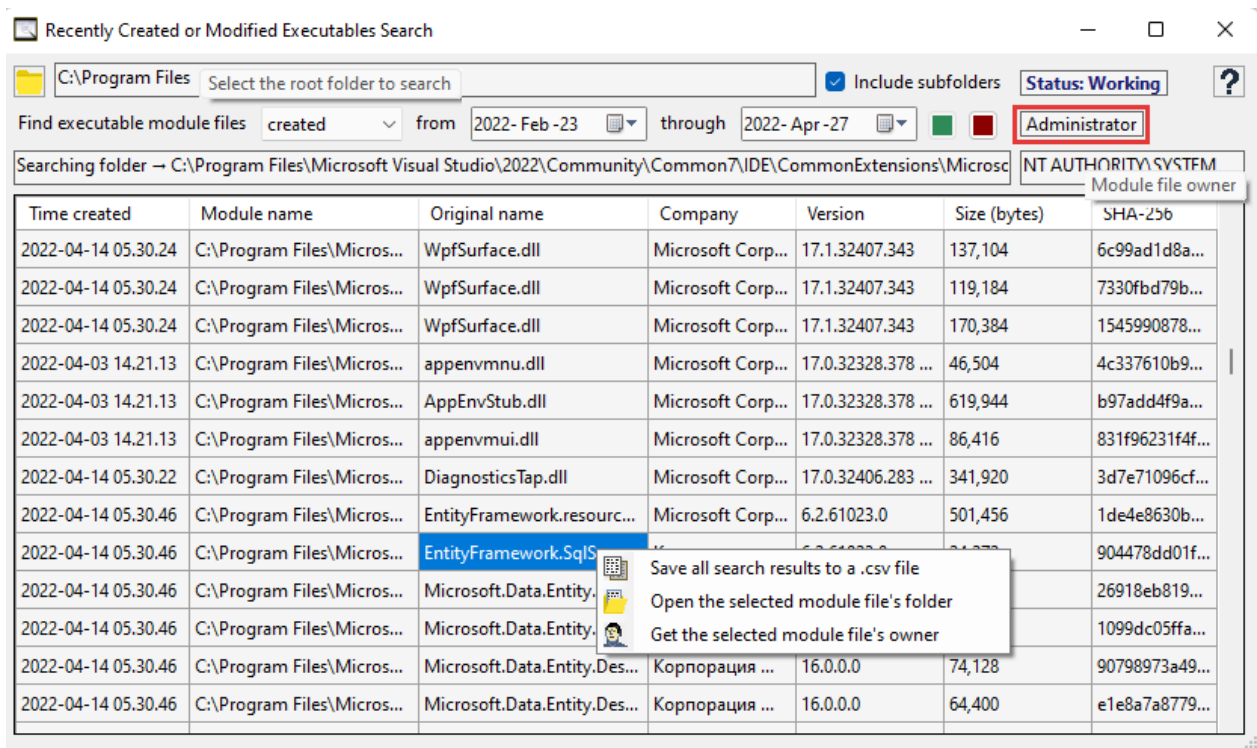 Recently Created or Modified Executables Search
C:\Program Files
Select the root folder to search
Include subfolders
Status: Working
?
Find executable module files created from 2022- Feb -23 through 2022- Apr -27 Administrator
Searching folder → C:\Program Files\Microsoft Visual Studio\2022\Community\Common7\IDE\CommonExtensions\Microsc NT AUTHORITY\SYSTEM
Module file owner
Time created Module name Original name Company Version Size (bytes) SHA-256
2022-04-14 05.30.24 C:\Program Files\Micros... WpfSurface.dll Microsoft Corp... 17.1.32407.343 137,104 6c99ad1d8a...
2022-04-14 05.30.24 C:\Program Files\Micros... WpfSurface.dll Microsoft Corp... 17.1.32407.343 119,184 7330fbd79b...
2022-04-14 05.30.24 C:\Program Files\Micros... WpfSurface.dll Microsoft Corp... 17.1.32407.343 170,384 1545990878...
2022-04-03 14.21.13 C:\Program Files\Micros... appenvmnu.dll Microsoft Corp... 17.0.32328.378 ... 46,504 4c337610b9...
2022-04-03 14.21.13 C:\Program Files\Micros... AppEnvStub.dll Microsoft Corp... 17.0.32328.378 ... 619,944 b97add4f9a...
2022-04-03 14.21.13 C:\Program Files\Micros... appenvmui.dll Microsoft Corp... 17.0.32328.378 ... 86,416 831f96231f4f...
2022-04-14 05.30.22 C:\Program Files\Micros... DiagnosticsTap.dll Microsoft Corp... 17.0.32406.283 ... 341,920 3d7e71096cf...
2022-04-14 05.30.46 C:\Program Files\Micros... EntityFramework.resourc... Microsoft Corp... 6.2.61023.0 501,456 1de4e8630b...
2022-04-14 05.30.46 C:\Program Files\Micros... EntityFramework.SqlS 904478dd01f...
Save all search results to a .csv file
2022-04-14 05.30.46 C:\Program Files\Micros... Microsoft.Data.Entity. 26918eb819...
Open the selected module file's folder
2022-04-14 05.30.46 C:\Program Files\Micros... Microsoft.Data.Entity. 1099dc05ffa...
Get the selected module file's owner
2022-04-14 05.30.46 C:\Program Files\Micros... Microsoft.Data.Entity.Des... Корпорация ... 16.0.0.0 74,128 90798973a49...
2022-04-14 05.30.46 C:\Program Files\Micros... Microsoft.Data.Entity.Des... Корпорация ... 16.0.0.0 64,400 e1e8a7a8779...